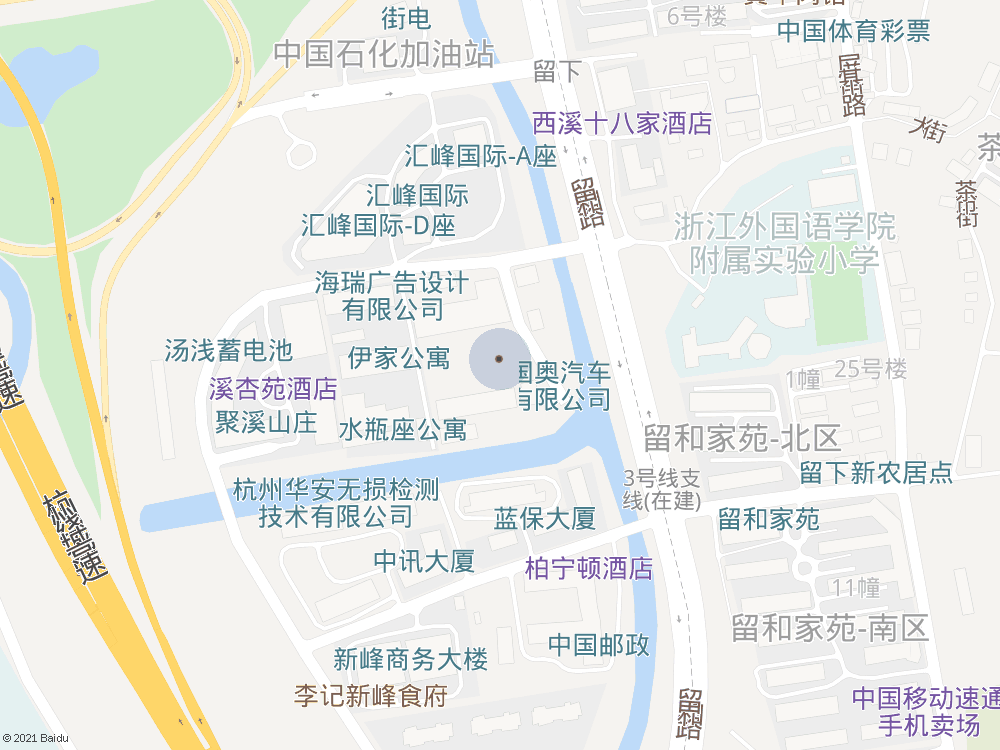 街电
6号楼
中国体育彩票
中国石化加油站
留下
屏基路
西溪十八家酒店
大街
茶
汇峰国际-A座
茶市街
汇峰国际
留和路
汇峰国际-D座
浙江外国语学院
附属实验小学
海瑞广告设计
有限公司
汤浅蓄电池
伊家公寓
国奥汽车
有限公司
25号楼
1幢
溪杏苑酒店
聚溪山庄
水瓶座公寓
留和家苑-北区
3号线支
线(在建)
留下新农居点
杭州华安无损检测
技术有限公司
蓝保大厦
留和家苑
杭绕高速
中讯大厦
柏宁顿酒店
11幢
留和家苑-南区
中国邮政
新峰商务大楼
李记新峰食府
留和路
中国移动速通
手机卖场
© 2021 Baidu